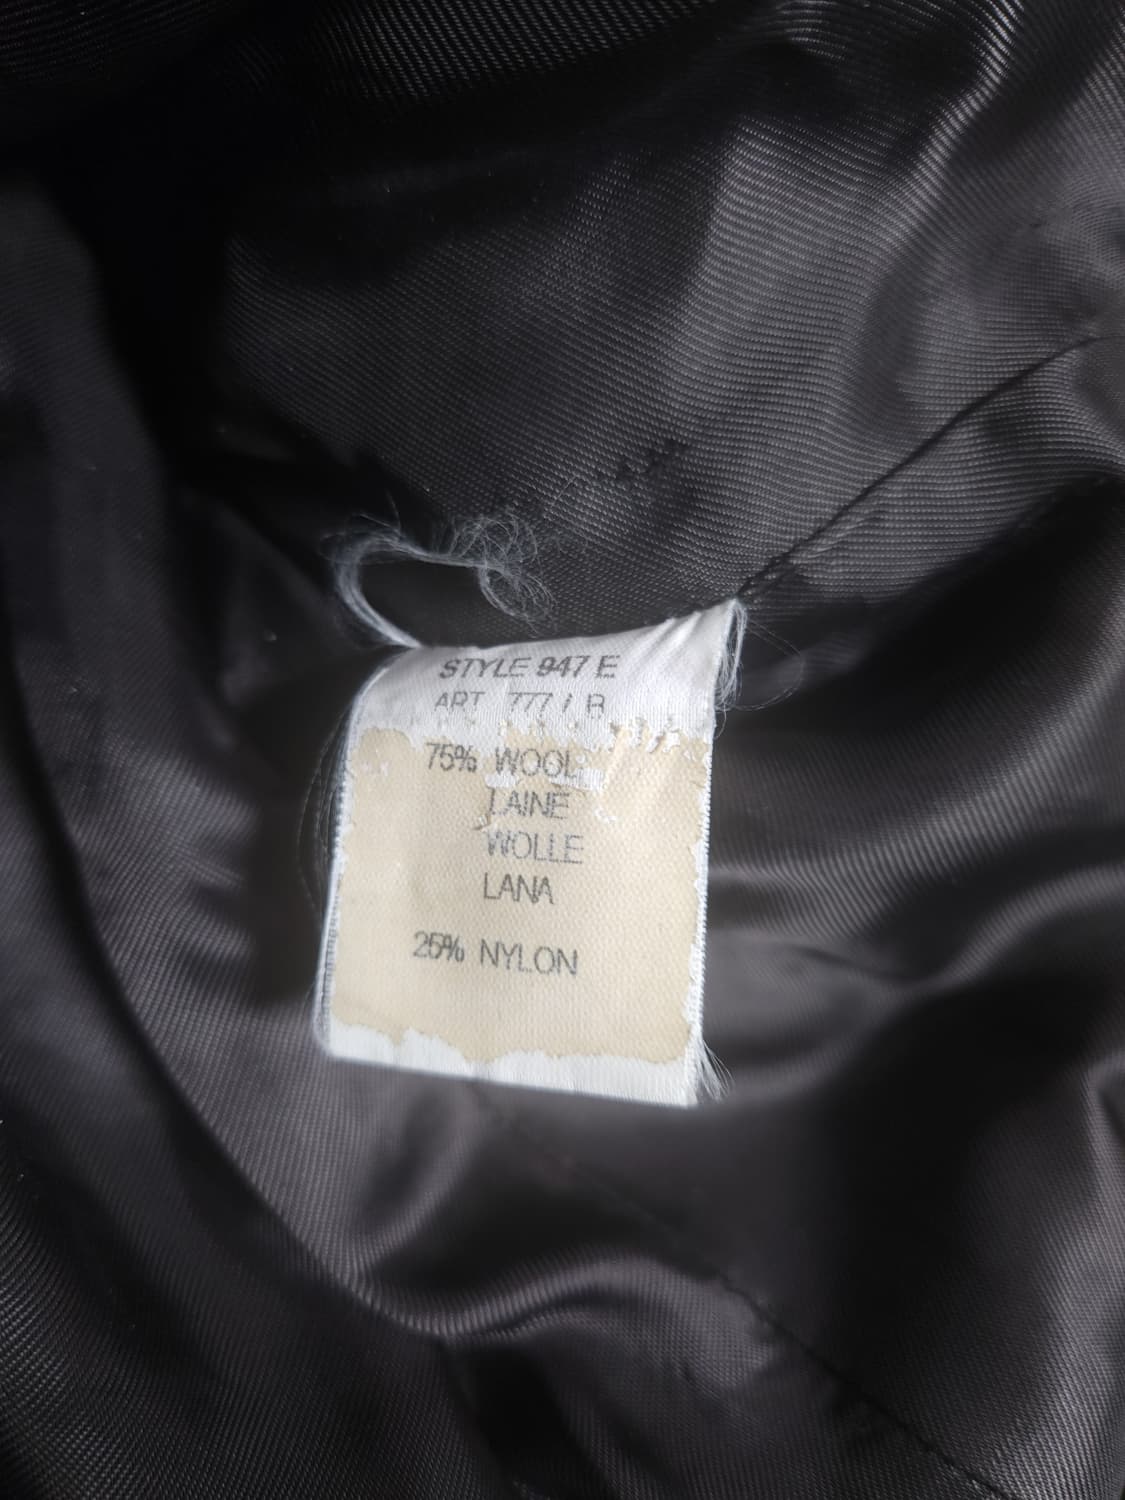 STYLE 947 E
ART. 777 / B
75% WOOL
LAINE
WOLLE
LANA
25% NYLON